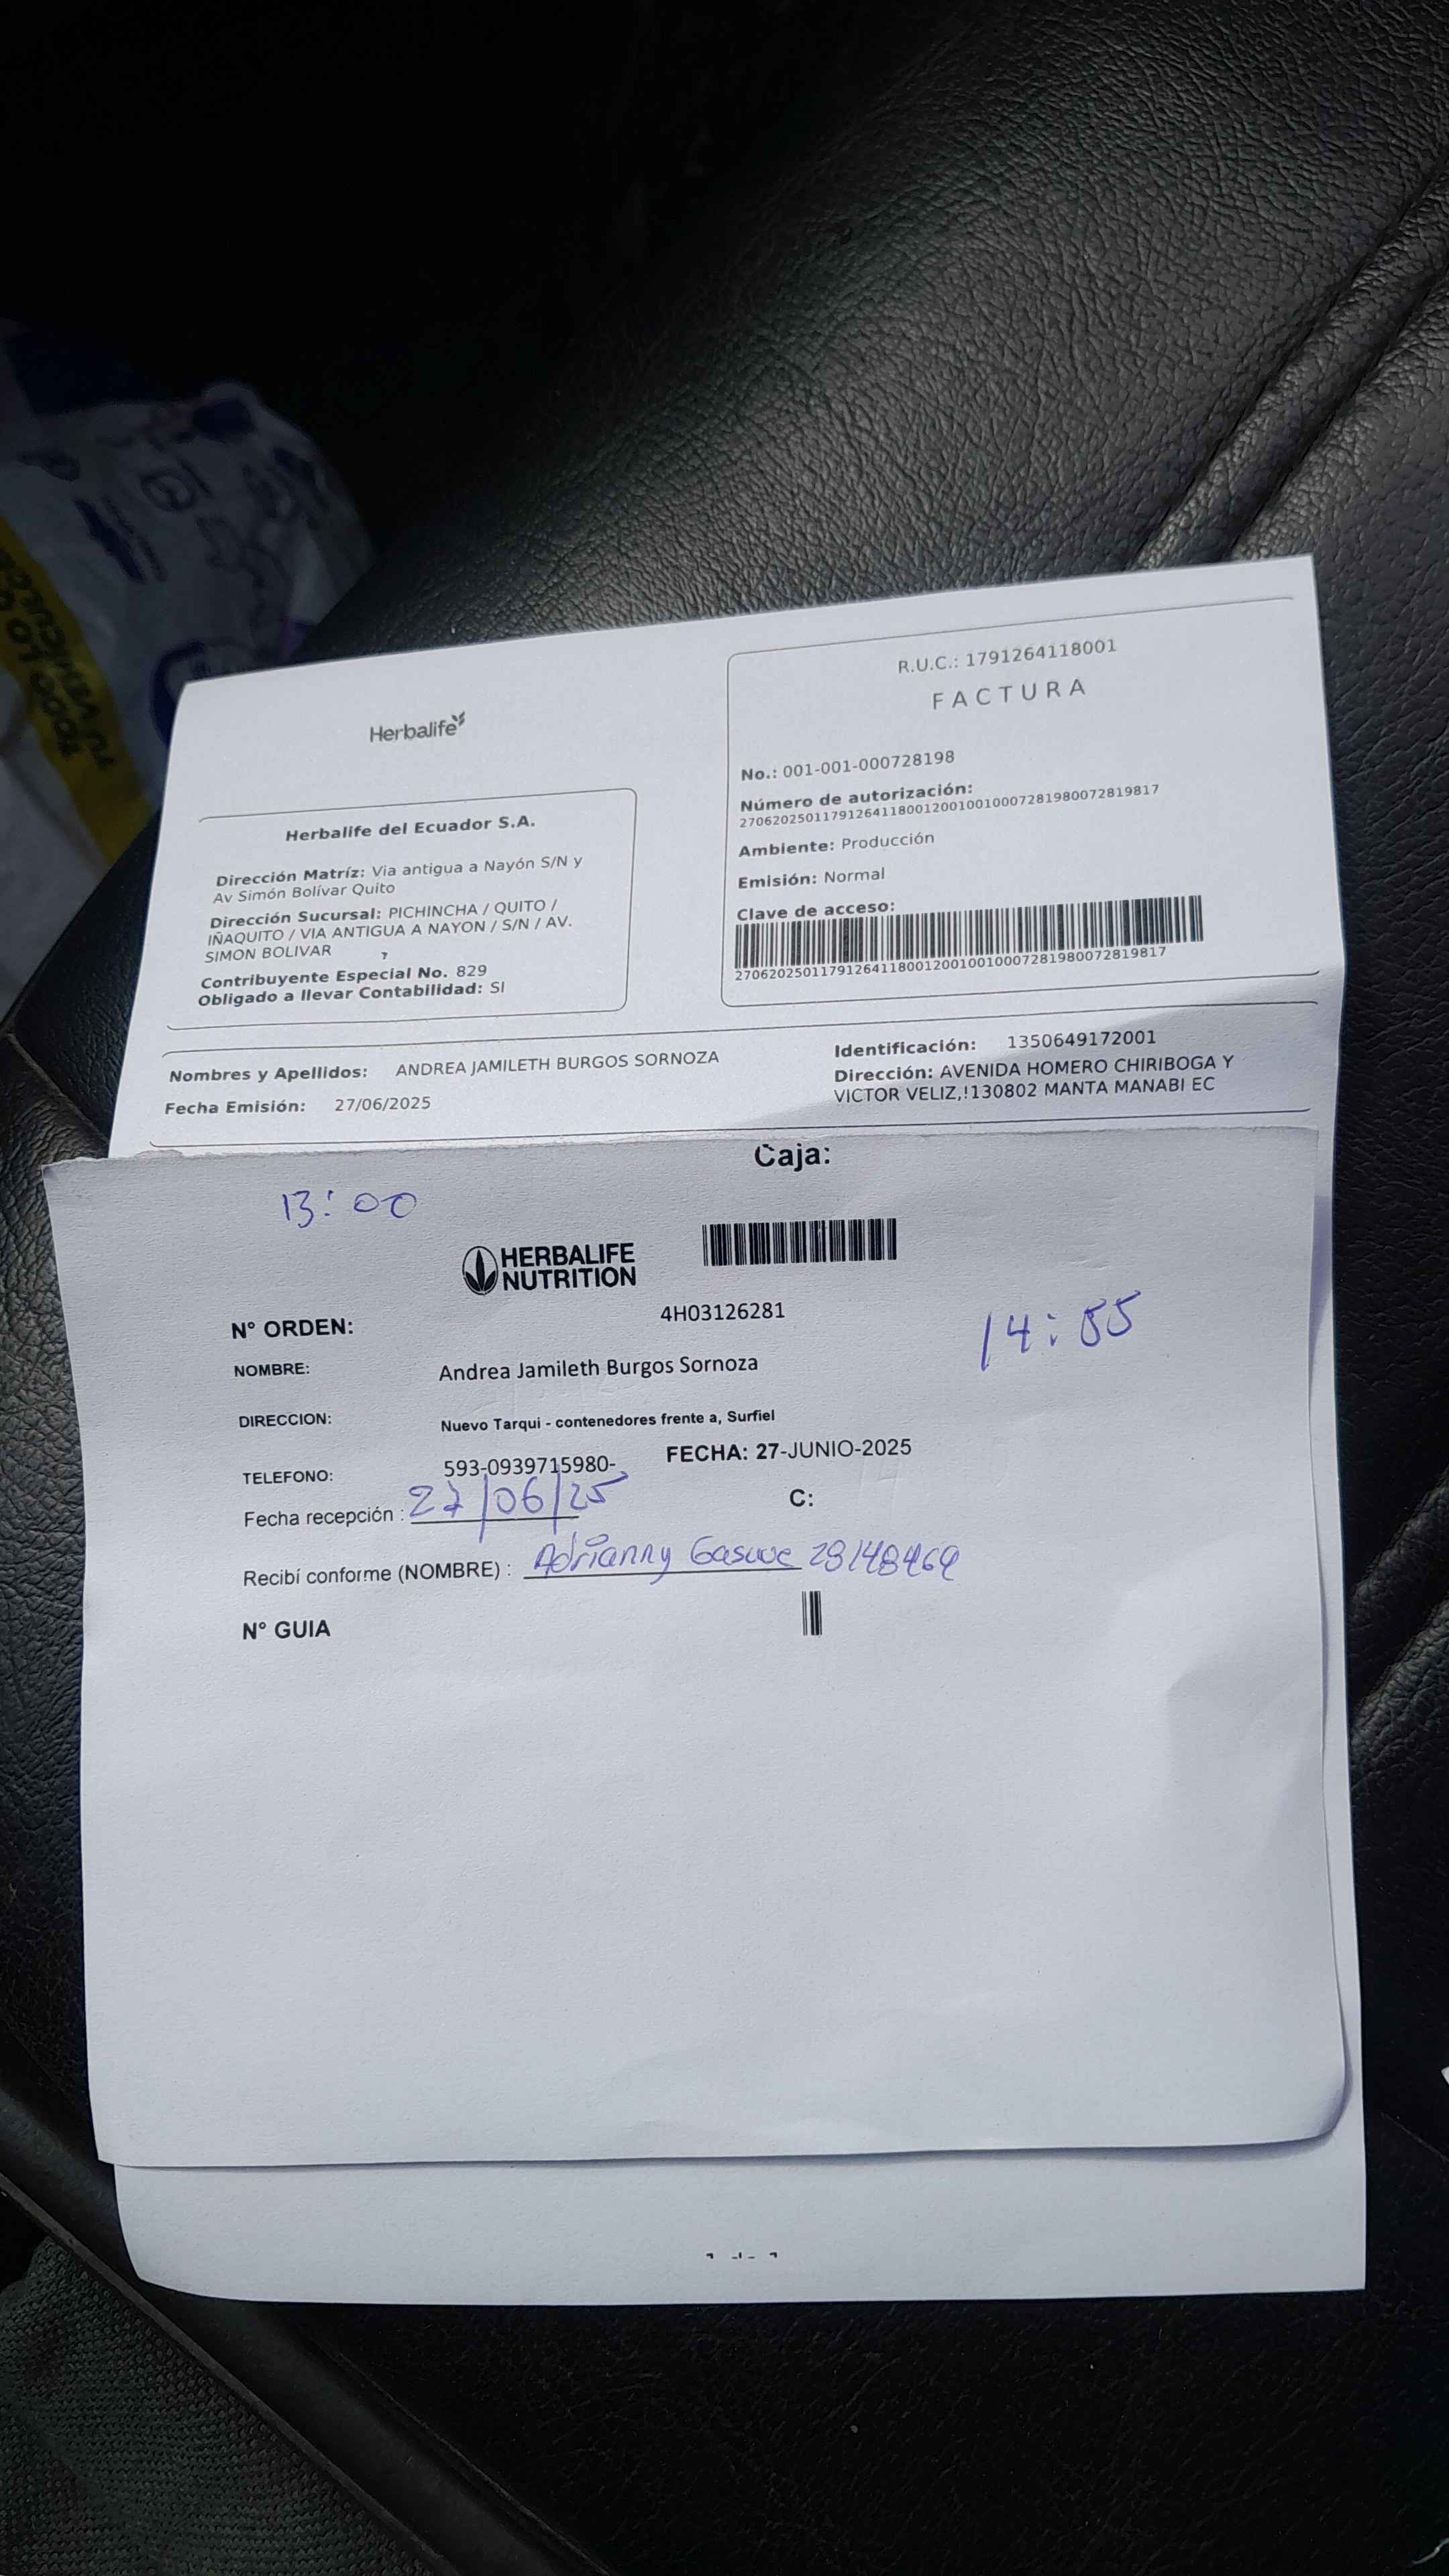 TODO LO
R.U.C.: 1791264118001
FACTURA
Herbalife
No.: 001-001-000728198
Número de autorización:
2706202501179126411800120010010007281980072819817
Ambiente: Producción
Emisión: Normal
Clave de acceso:
2706202501179126411800120010010007281980072819817
Herbalife del Ecuador S.A.
Dirección Matríz: Via antigua a Nayón S/N y
Av Simón Bolívar Quito
Dirección Sucursal: PICHINCHA / QUITO /
IÑAQUITO / VIA ANTIGUA A NAYON / S/N / AV.
SIMON BOLIVAR
Contribuyente Especial No. 829
Obligado a llevar Contabilidad: SI
Nombres y Apellidos: ANDREA JAMILETH BURGOS SORNOZA
Fecha Emisión: 27/06/2025
Identificación: 1350649172001
Dirección: AVENIDA HOMERO CHIRIBOGA Y
VICTOR VELIZ,!130802 MANTA MANABI EC
Caja:
13:00
HERBALIFE
NUTRITION
N° ORDEN: 4H03126281
14:55
NOMBRE: Andrea Jamileth Burgos Sornoza
DIRECCION: Nuevo Tarqui - contenedores frente a, Surfiel
TELEFONO: 593-0939715980- FECHA: 27-JUNIO-2025
Fecha recepción : 27/06/25 C:
Recibí conforme (NOMBRE) : Adrianny
N° GUIA